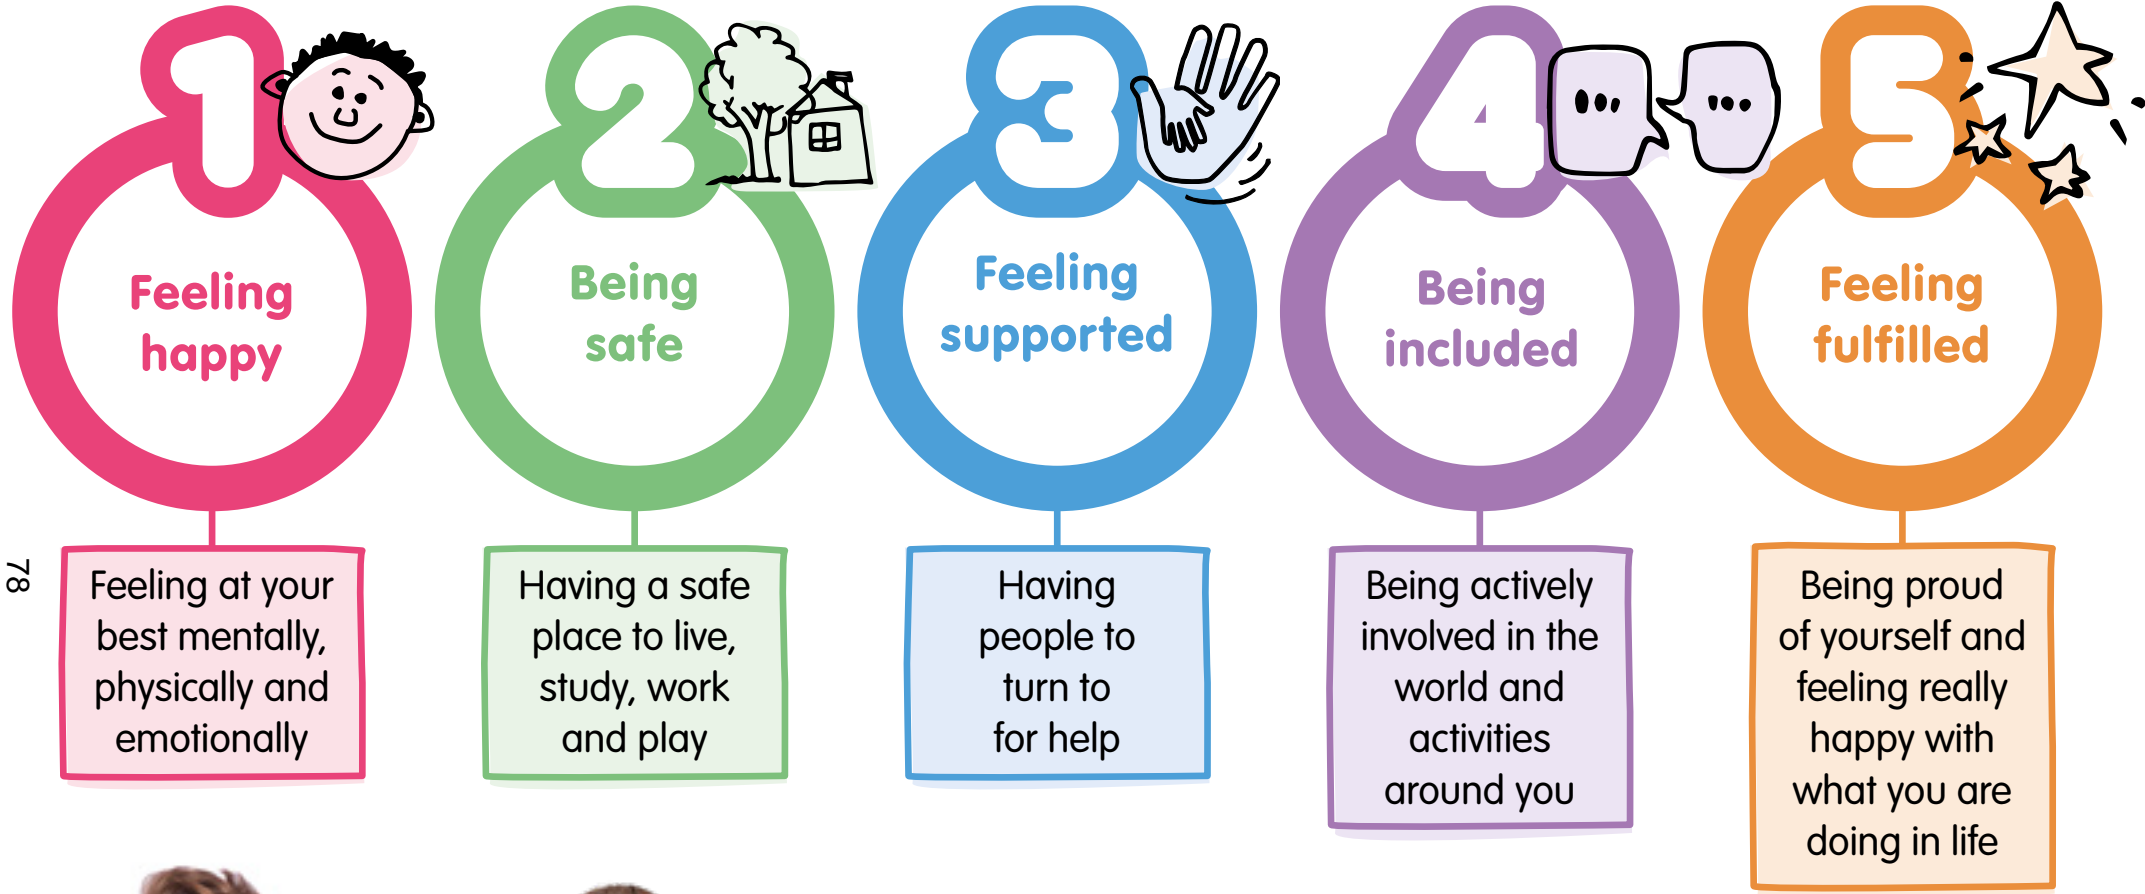 1
Feeling
happy
Feeling at your
best mentally,
physically and
emotionally
2
Being
safe
Having a safe
place to live,
study, work
and play
3
Feeling
supported
Having
people to
turn to
for help
4
Being
included
Being actively
involved in the
world and
activities
around you
5
Feeling
fulfilled
Being proud
of yourself and
feeling really
happy with
what you are
doing in life
78